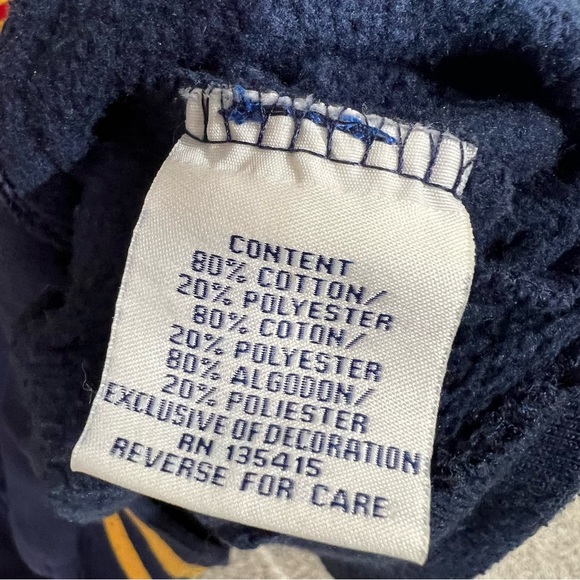 CONTENT
80% COTTON/
20% POLYESTER
80% COTON/
20% POLYESTER
80% ALGODON/
20% POLIESTER
EXCLUSIVE OF DECORATION
RN 135415
REVERSE FOR CARE